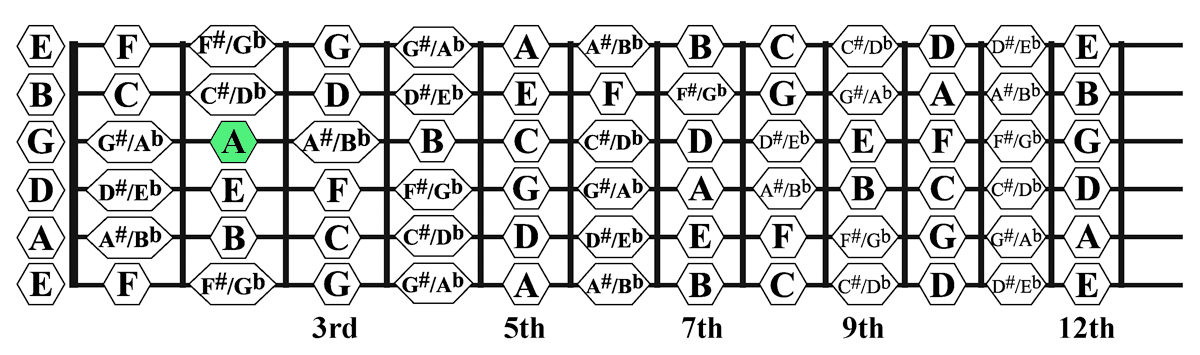 E F F#/Gb G G#/Ab A A#/Bb B C C#/Db D D#/Eb E
B C C#/Db D D#/Eb E F F#/Gb G G#/Ab A A#/Bb B
G G#/Ab A A#/Bb B C C#/Db D D#/Eb E F F#/Gb G
D D#/Eb E F F#/Gb G G#/Ab A A#/Bb B C C#/Db D
A A#/Bb B C C#/Db D D#/Eb E F F#/Gb G G#/Ab A
E F F#/Gb G G#/Ab A A#/Bb B C C#/Db D D#/Eb E
3rd 5th 7th 9th 12th